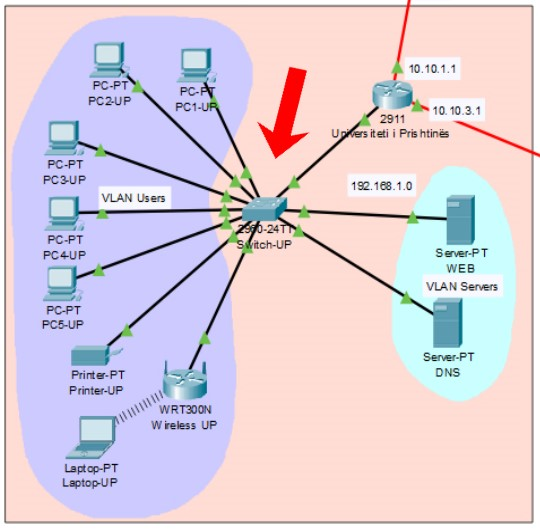 PC-PT
PC2-UP
PC-PT
PC1-UP
10.10.1.1
10.10.3.1
2911
Universiteti i Prishtinës
PC-PT
PC3-UP
VLAN Users
192.168.1.0
PC-PT
PC4-UP
2960-24TT
Switch-UP
Server-PT
WEB
VLAN Servers
PC-PT
PC5-UP
Server-PT
DNS
Printer-PT
Printer-UP
WRT300N
Wireless UP
Laptop-PT
Laptop-UP